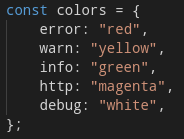 const colors = {
    error: "red",
    warn: "yellow",
    info: "green",
    http: "magenta",
    debug: "white",
};